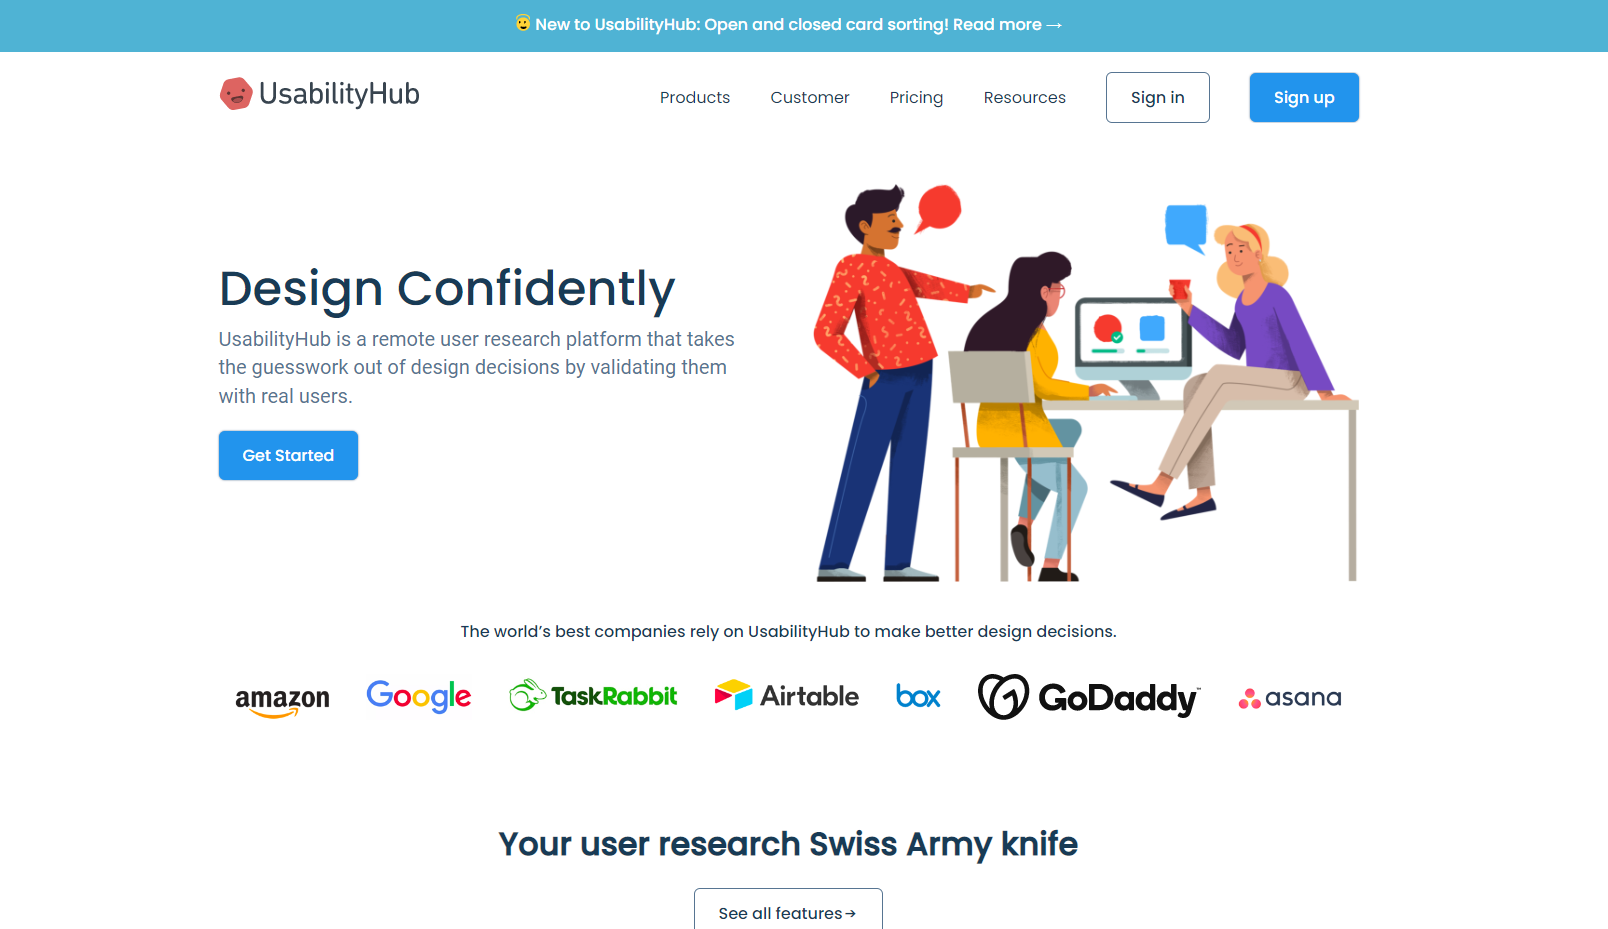 😇 New to UsabilityHub: Open and closed card sorting! Read more →
UsabilityHub
Products
Customer
Pricing
Resources
Sign in
Sign up
Design Confidently
UsabilityHub is a remote user research platform that takes
the guesswork out of design decisions by validating them
with real users.
Get Started
The world’s best companies rely on UsabilityHub to make better design decisions.
amazon
Google
TaskRabbit
Airtable
box
GoDaddy™
asana
Your user research Swiss Army knife
See all features →